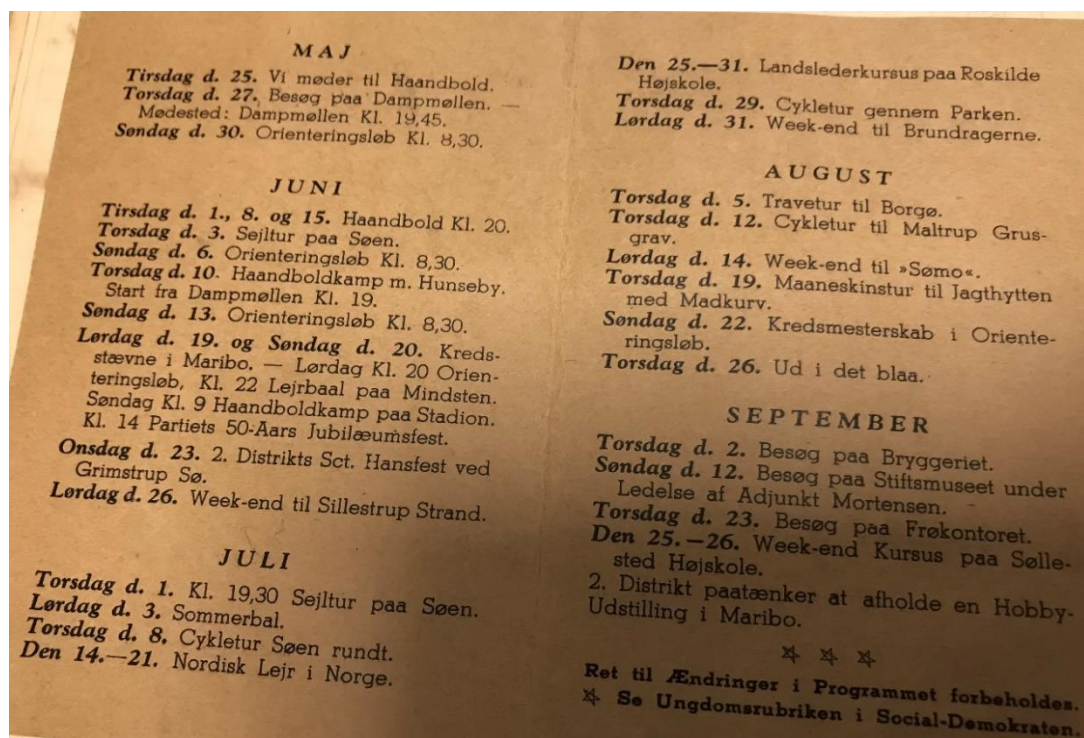 MAJ
Tirsdag d. 25. Vi møder til Haandbold.
Torsdag d. 27. Besøg paa Dampmøllen. —
Mødested: Dampmøllen Kl. 19,45.
Søndag d. 30. Orienteringsløb Kl. 8,30.
JUNI
Tirsdag d. 1., 8. og 15. Haandbold Kl. 20.
Torsdag d. 3. Sejltur paa Søen.
Søndag d. 6. Orienteringsløb Kl. 8,30.
Torsdag d. 10. Haandboldkamp m. Hunseby.
Start fra Dampmøllen Kl. 19.
Søndag d. 13. Orienteringsløb Kl. 8,30.
Lørdag d. 19. og Søndag d. 20. Kreds-
stævne i Maribo. — Lørdag Kl. 20 Orien-
teringsløb, Kl. 22 Lejrbaal paa Mindsten.
Søndag Kl. 9 Haandboldkamp paa Stadion.
Kl. 14 Partiets 50-Aars Jubilæumsfest.
Onsdag d. 23. 2. Distrikts Sct. Hansfest ved
Grimstrup Sø.
Lørdag d. 26. Week-end til Sillestrup Strand.
JULI
Torsdag d. 1. Kl. 19,30 Sejltur paa Søen.
Lørdag d. 3. Sommerbal.
Torsdag d. 8. Cykletur Søen rundt.
Den 14.—21. Nordisk Lejr i Norge.
Den 25.—31. Landslederkursus paa Roskilde
Højskole.
Torsdag d. 29. Cykletur gennem Parken.
Lørdag d. 31. Week-end til Brundragerne.
AUGUST
Torsdag d. 5. Travetur til Borgø.
Torsdag d. 12. Cykletur til Maltrup Grus-
grav.
Lørdag d. 14. Week-end til »Sømo«.
Torsdag d. 19. Maaneskinstur til Jagthytten
med Madkurv.
Søndag d. 22. Kredsmesterskab i Oriente-
ringsløb.
Torsdag d. 26. Ud i det blaa.
SEPTEMBER
Torsdag d. 2. Besøg paa Bryggeriet.
Søndag d. 12. Besøg paa Stiftsmuseet under
Ledelse af Adjunkt Mortensen.
Torsdag d. 23. Besøg paa Frøkontoret.
Den 25.—26. Week-end Kursus paa Sølle-
sted Højskole.
2. Distrikt paatænker at afholde en Hobby-
Udstilling i Maribo.
Ret til Ændringer i Programmet forbeholdes.
Se Ungdomsrubriken i Social-Demokraten.